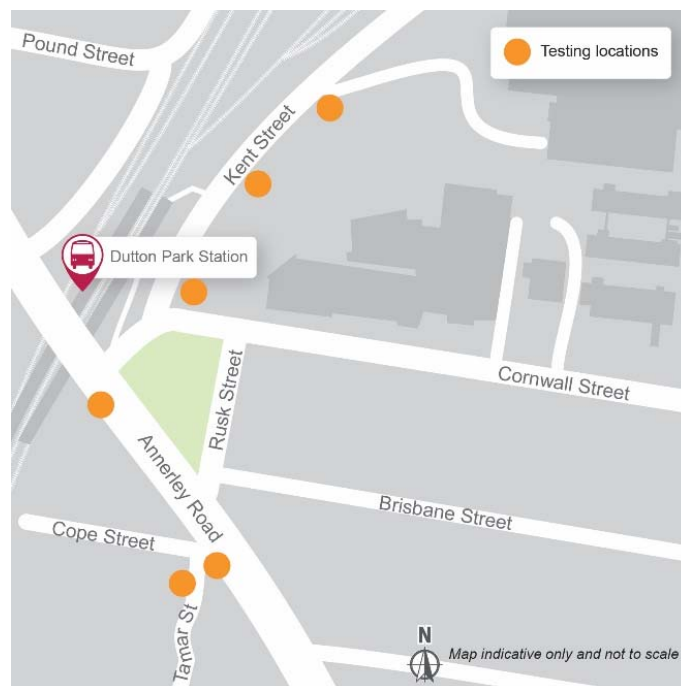 Pound Street
Testing locations
Kent Street
Dutton Park Station
Cornwall Street
Rusk Street
Annerley Road
Brisbane Street
Cope Street
Tamar St
N
Map indicative only and not to scale